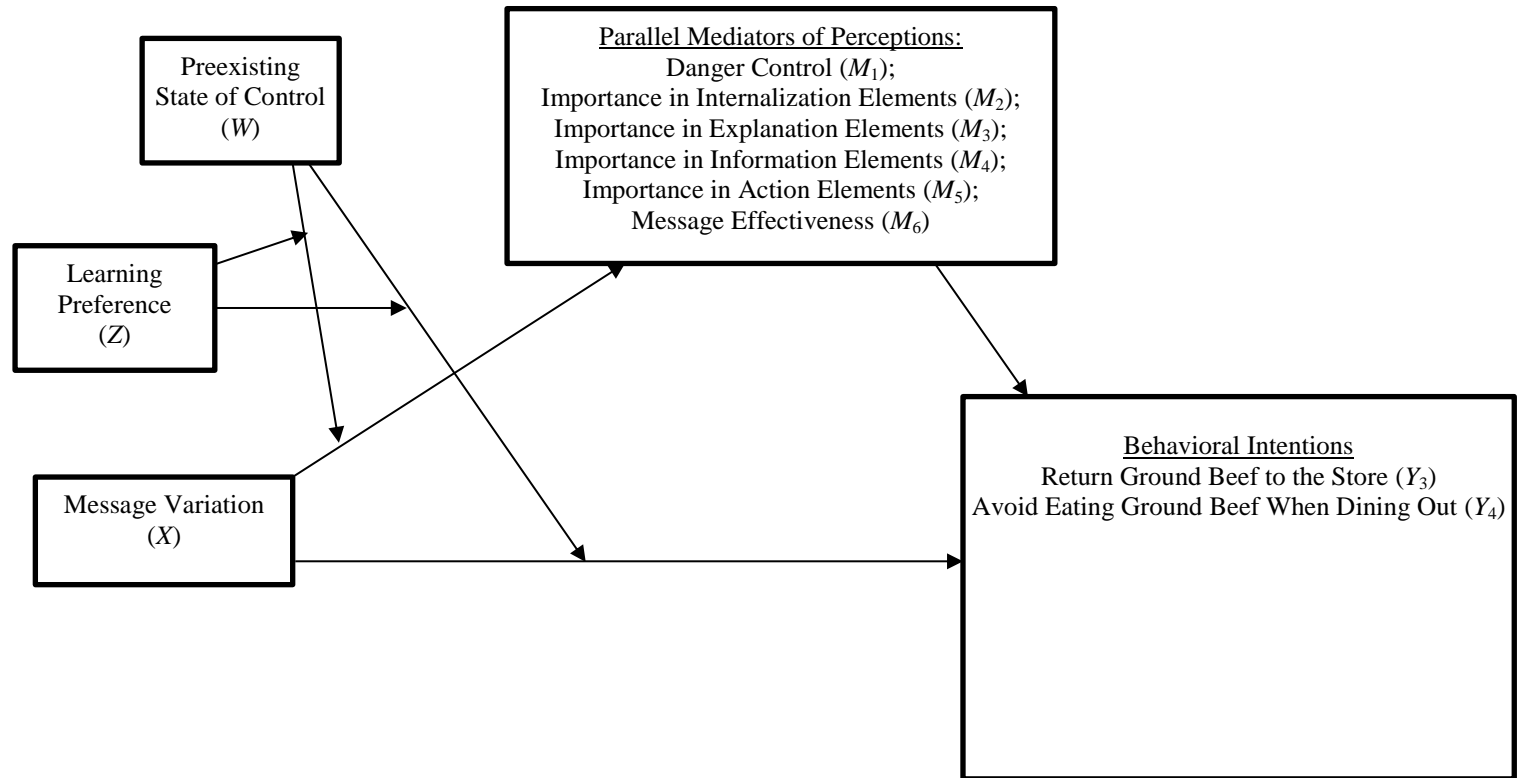 Preexisting
State of Control
(W)
Parallel Mediators of Perceptions:
Danger Control (M₁);
Importance in Internalization Elements (M₂);
Importance in Explanation Elements (M₃);
Importance in Information Elements (M₄);
Importance in Action Elements (M₅);
Message Effectiveness (M₆)
Learning
Preference
(Z)
Message Variation
(X)
Behavioral Intentions
Return Ground Beef to the Store (Y₃)
Avoid Eating Ground Beef When Dining Out (Y₄)